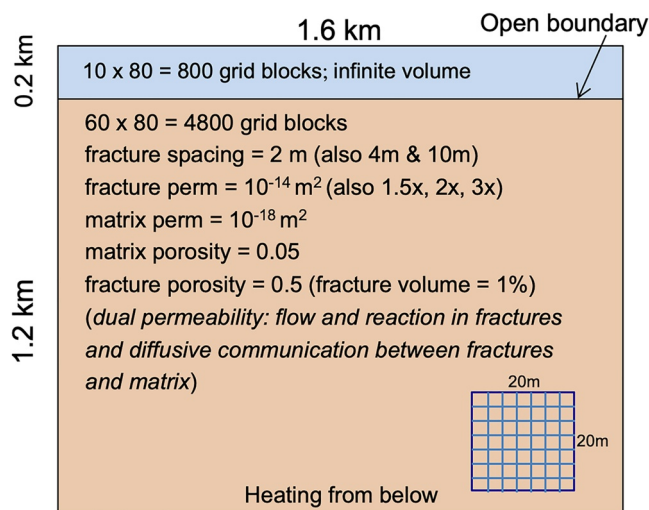 1.6 km
Open boundary
0.2 km
10 x 80 = 800 grid blocks; infinite volume
60 x 80 = 4800 grid blocks
fracture spacing = 2 m (also 4m & 10m)
fracture perm = 10⁻¹⁴ m² (also 1.5x, 2x, 3x)
matrix perm = 10⁻¹⁸ m²
matrix porosity = 0.05
fracture porosity = 0.5 (fracture volume = 1%)
(dual permeability: flow and reaction in fractures
and diffusive communication between fractures
and matrix)
1.2 km
20m
20m
Heating from below